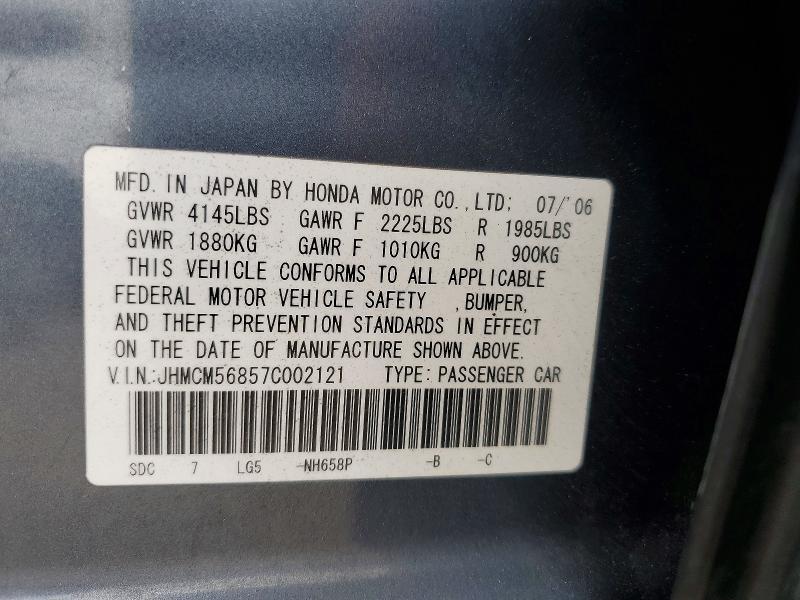 MFD. IN JAPAN BY HONDA MOTOR CO., LTD; 07/'06
GVWR 4145LBS GAWR F 2225LBS R 1985LBS
GVWR 1880KG GAWR F 1010KG R 900KG
THIS VEHICLE CONFORMS TO ALL APPLICABLE
FEDERAL MOTOR VEHICLE SAFETY , BUMPER,
AND THEFT PREVENTION STANDARDS IN EFFECT
ON THE DATE OF MANUFACTURE SHOWN ABOVE.
V.I.N.:JHMCM56857C002121 TYPE: PASSENGER CAR
SDC 7 LG5 -NH658P -B -C